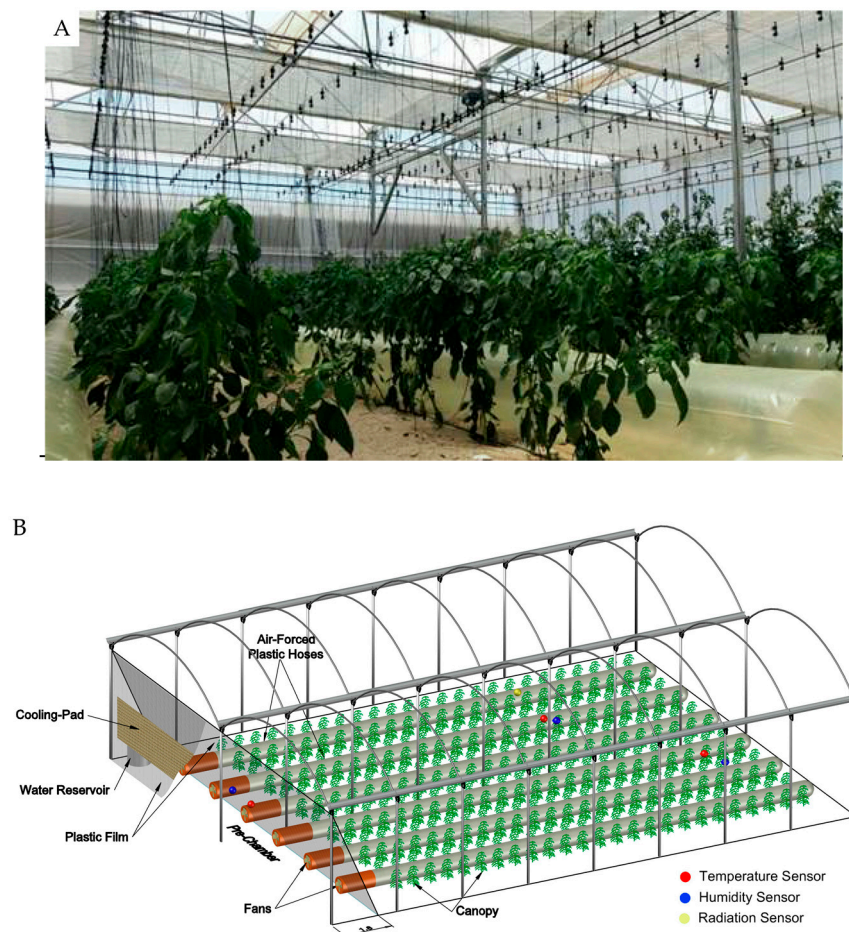 A
B
Air-Forced
Plastic Hoses
Cooling-Pad
Water Reservoir
Plastic Film
Pre-Chamber
Fans
Canopy
Temperature Sensor
Humidity Sensor
Radiation Sensor